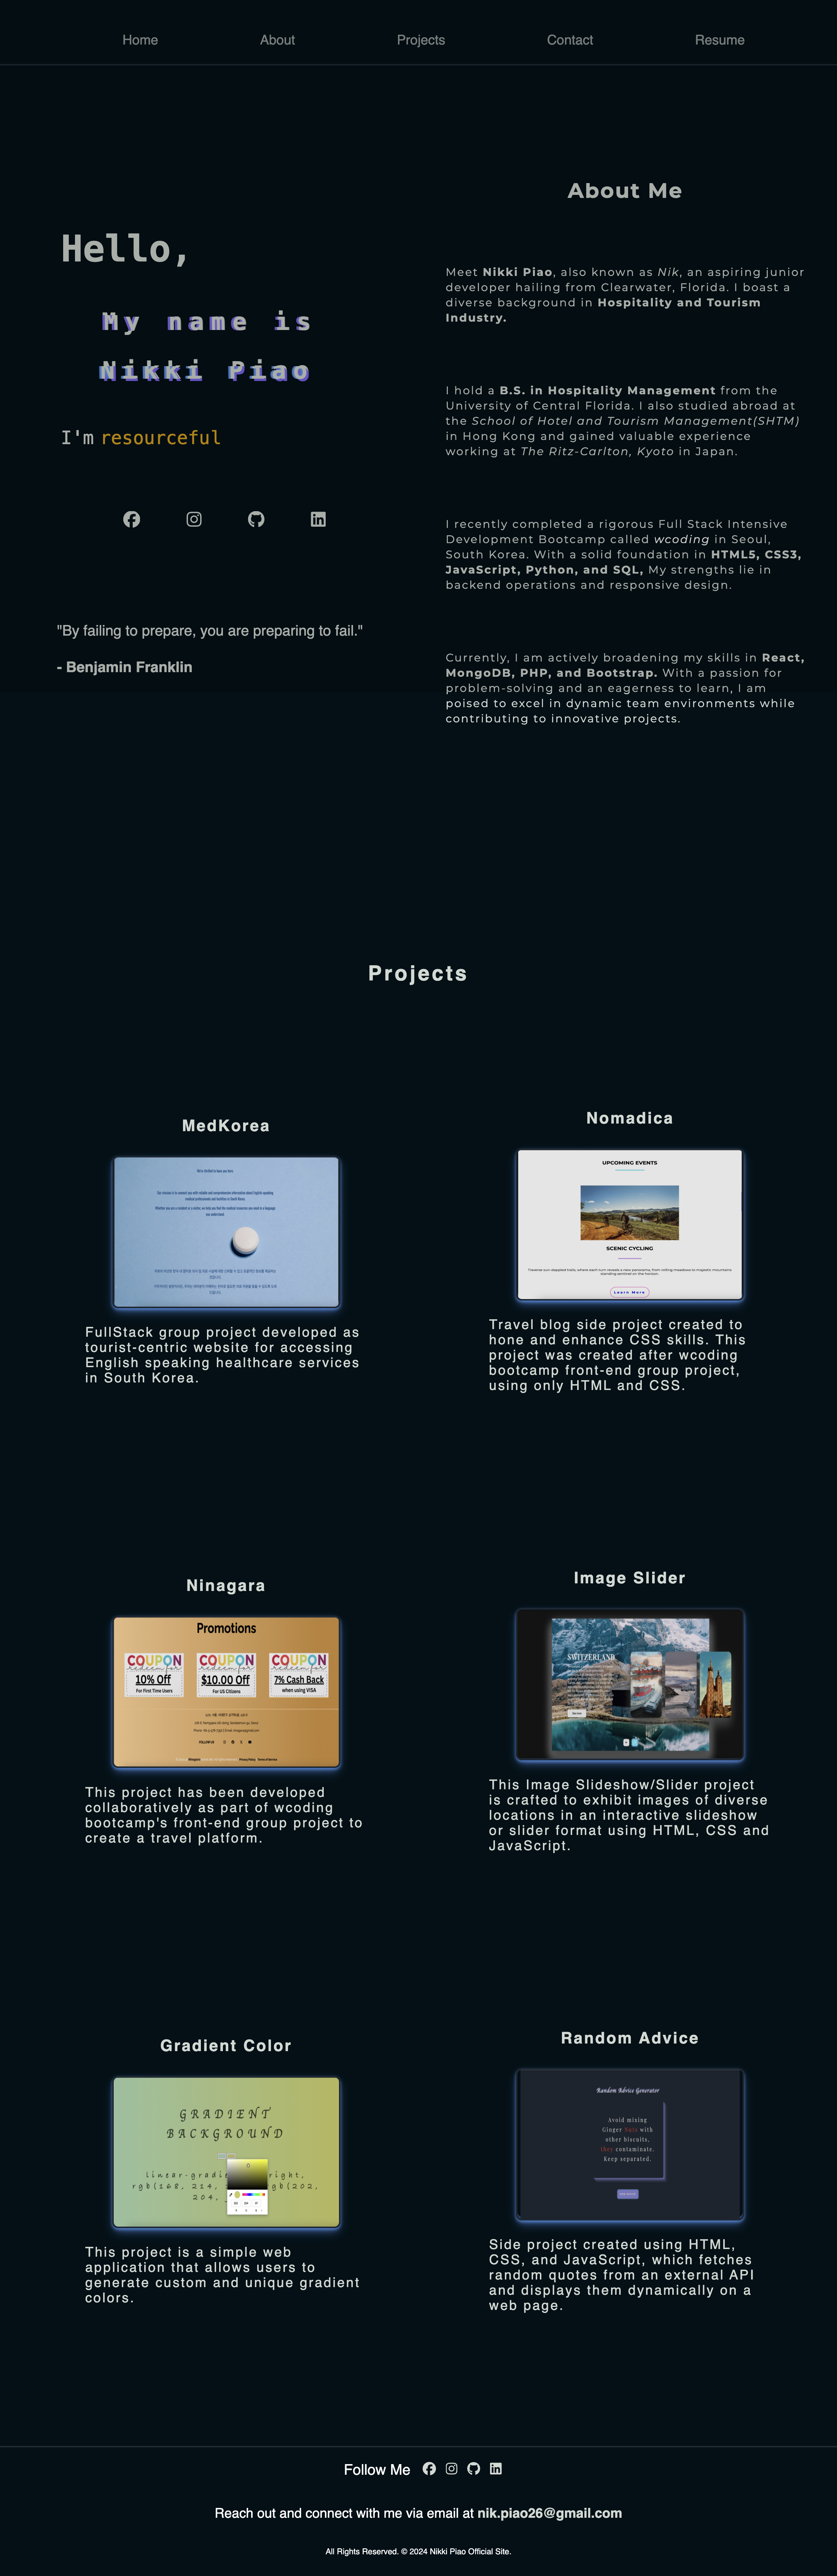 Home About Projects Contact Resume
Hello,
My name is
Nikki Piao
I'm resourceful
"By failing to prepare, you are preparing to fail."
- Benjamin Franklin
About Me
Meet Nikki Piao, also known as Nik, an aspiring junior
developer hailing from Clearwater, Florida. I boast a
diverse background in Hospitality and Tourism
Industry.
I hold a B.S. in Hospitality Management from the
University of Central Florida. I also studied abroad at
the School of Hotel and Tourism Management(SHTM)
in Hong Kong and gained valuable experience
working at The Ritz-Carlton, Kyoto in Japan.
I recently completed a rigorous Full Stack Intensive
Development Bootcamp called wcoding in Seoul,
South Korea. With a solid foundation in HTML5, CSS3,
JavaScript, Python, and SQL, My strengths lie in
backend operations and responsive design.
Currently, I am actively broadening my skills in React,
MongoDB, PHP, and Bootstrap. With a passion for
problem-solving and an eagerness to learn, I am
poised to excel in dynamic team environments while
contributing to innovative projects.
Projects
MedKorea
FullStack group project developed as
tourist-centric website for accessing
English speaking healthcare services
in South Korea.
Nomadica
UPCOMING EVENTS
SCENIC CYCLING
Learn More
Travel blog side project created to
hone and enhance CSS skills. This
project was created after wcoding
bootcamp front-end group project,
using only HTML and CSS.
Ninagara
Promotions
COUPON COUPON COUPON
redeem for redeem for redeem for
10% Off $10.00 Off 7% Cash Back
For First Time Users For US Citizens when using VISA
FOLLOW US
This project has been developed
collaboratively as part of wcoding
bootcamp's front-end group project to
create a travel platform.
Image Slider
SWITZERLAND
This Image Slideshow/Slider project
is crafted to exhibit images of diverse
locations in an interactive slideshow
or slider format using HTML, CSS and
JavaScript.
Gradient Color
GRADIENT
BACKGROUND
This project is a simple web
application that allows users to
generate custom and unique gradient
colors.
Random Advice
Random Advice Generator
Avoid mixing
Ginger Nuts with
other biscuits,
they contaminate.
Keep separated.
Side project created using HTML,
CSS, and JavaScript, which fetches
random quotes from an external API
and displays them dynamically on a
web page.
Follow Me
Reach out and connect with me via email at nik.piao26@gmail.com
All Rights Reserved. © 2024 Nikki Piao Official Site.